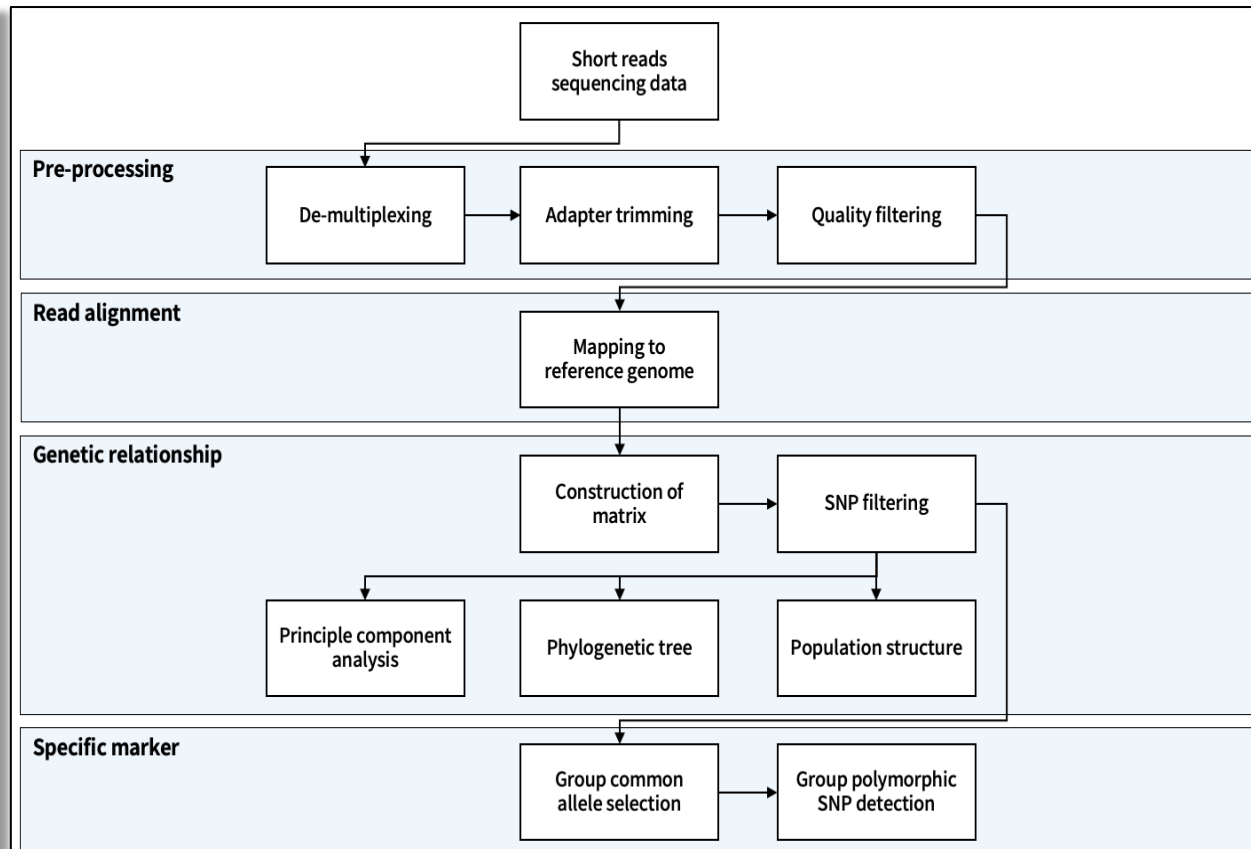 Short reads
sequencing data
Pre-processing
De-multiplexing
Adapter trimming
Quality filtering
Read alignment
Mapping to
reference genome
Genetic relationship
Construction of
matrix
SNP filtering
Principle component
analysis
Phylogenetic tree
Population structure
Specific marker
Group common
allele selection
Group polymorphic
SNP detection